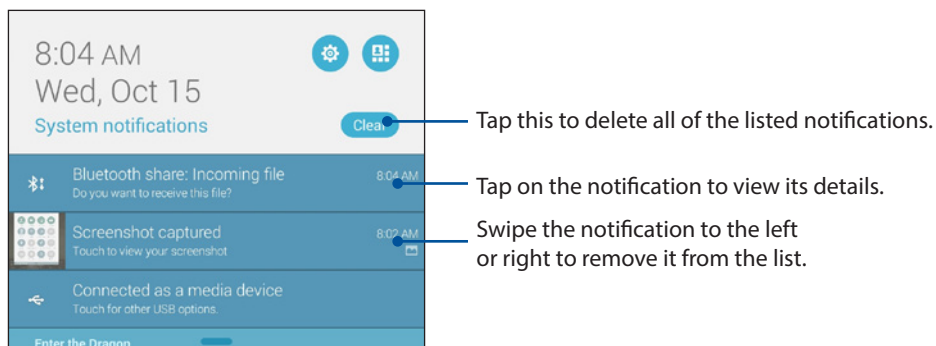 8:04 AM
Wed, Oct 15
System notifications
Clear
Tap this to delete all of the listed notifications.
Bluetooth share: Incoming file
8:04 AM
Do you want to receive this file?
Tap on the notification to view its details.
Screenshot captured
8:02 AM
Touch to view your screenshot
Swipe the notification to the left
or right to remove it from the list.
Connected as a media device
Touch for other USB options.
Enter the Dragon